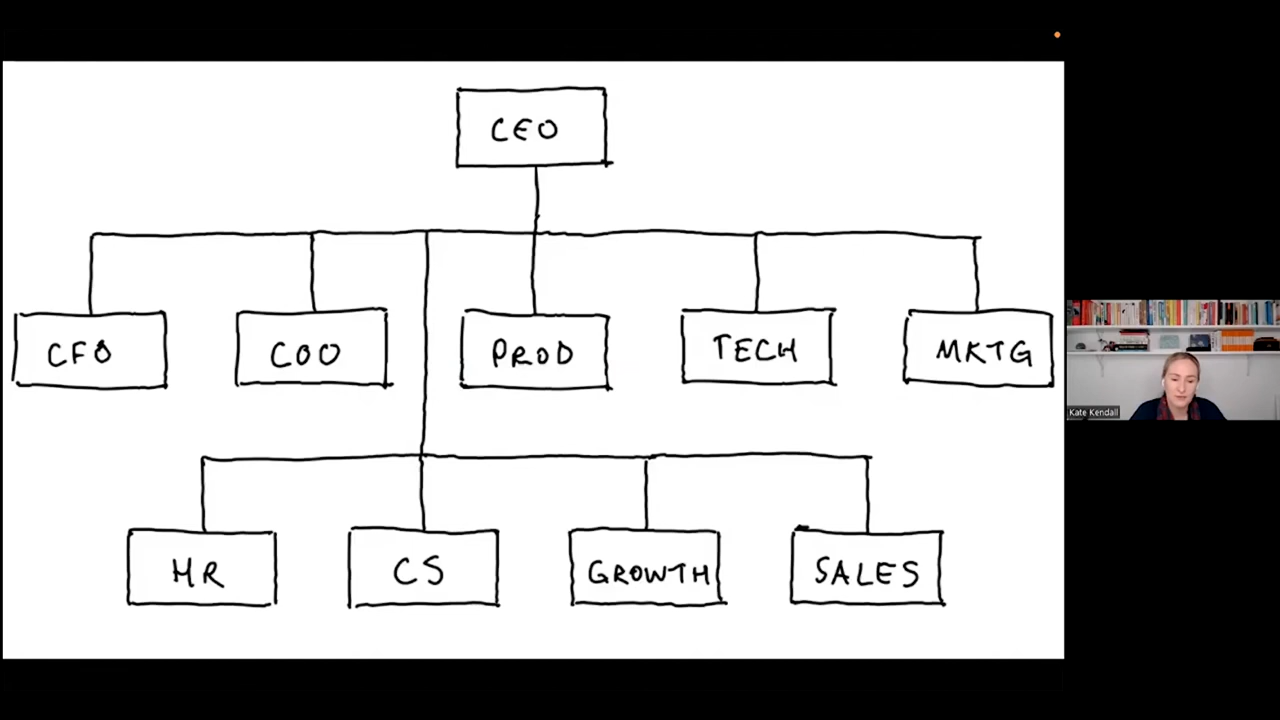 CEO
CFO
COO
PROD
TECH
MKTG
HR
CS
GROWTH
SALES
Kate Kendall